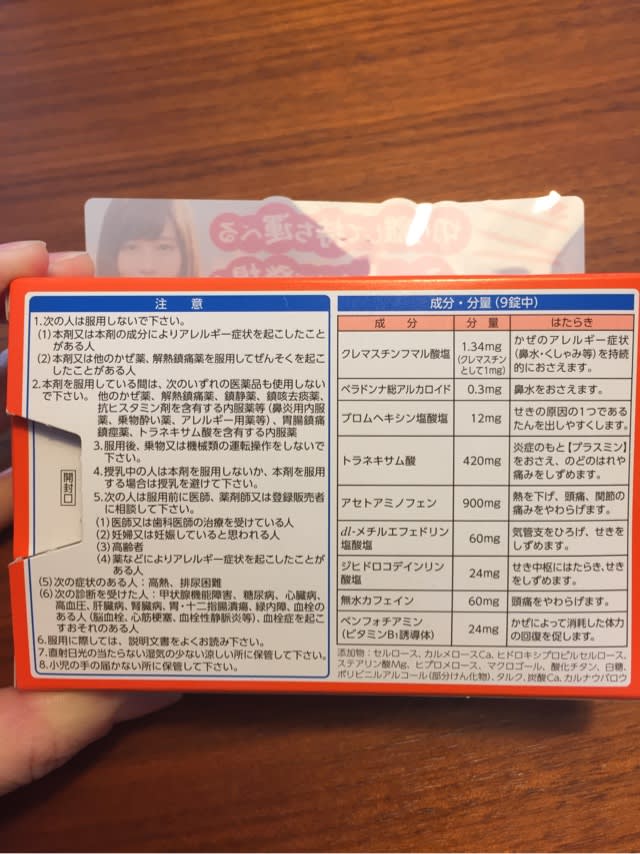 切り離して持ち運べる
注　意
1.次の人は服用しないで下さい。
(1)本剤又は本剤の成分によりアレルギー症状を起こしたこと
がある人
(2)本剤又は他のかぜ薬、解熱鎮痛薬を服用してぜんそくを起こ
したことがある人
2.本剤を服用している間は、次のいずれの医薬品も使用しない
で下さい。 他のかぜ薬、解熱鎮痛薬、鎮静薬、鎮咳去痰薬、
抗ヒスタミン剤を含有する内服薬等(鼻炎用内服
薬、乗物酔い薬、アレルギー用薬等)、胃腸鎮痛
鎮痙薬、トラネキサム酸を含有する内服薬
3.服用後、乗物又は機械類の運転操作をしないで
下さい。
4.授乳中の人は本剤を服用しないか、本剤を服用
する場合は授乳を避けて下さい。
5.次の人は服用前に医師、薬剤師又は登録販売者
に相談して下さい。
(1)医師又は歯科医師の治療を受けている人
(2)妊婦又は妊娠していると思われる人
(3)高齢者
(4)薬などによりアレルギー症状を起こしたことが
ある人
(5)次の症状のある人：高熱、排尿困難
(6)次の診断を受けた人：甲状腺機能障害、糖尿病、心臓病、
高血圧、肝臓病、腎臓病、胃・十二指腸潰瘍、緑内障、血栓の
ある人(脳血栓、心筋梗塞、血栓性静脈炎等)、血栓症を起こ
すおそれのある人
6.服用に際しては、説明文書をよくお読み下さい。
7.直射日光の当たらない湿気の少ない涼しい所に保管して下さい。
8.小児の手の届かない所に保管して下さい。
開封口
成分・分量(9錠中)
成　分 分　量 はたらき
クレマスチンフマル酸塩 1.34mg (クレマスチンとして1mg) かぜのアレルギー症状(鼻水・くしゃみ等)を持続的におさえます。
ベラドンナ総アルカロイド 0.3mg 鼻水をおさえます。
ブロムヘキシン塩酸塩 12mg せきの原因の1つであるたんを出しやすくします。
トラネキサム酸 420mg 炎症のもと【プラスミン】をおさえ、のどのはれや痛みをしずめます。
アセトアミノフェン 900mg 熱を下げ、頭痛、関節の痛みをやわらげます。
dl-メチルエフェドリン塩酸塩 60mg 気管支をひろげ、せきをしずめます。
ジヒドロコデインリン酸塩 24mg せき中枢にはたらき、せきをしずめます。
無水カフェイン 60mg 頭痛をやわらげます。
ベンフォチアミン(ビタミンB1誘導体) 24mg かぜによって消耗した体力の回復を促します。
添加物：セルロース、カルメロースCa、ヒドロキシプロピルセルロース、
ステアリン酸Mg、ヒプロメロース、マクロゴール、酸化チタン、白糖、
ポリビニルアルコール(部分けん化物)、タルク、炭酸Ca、カルナウバロウ